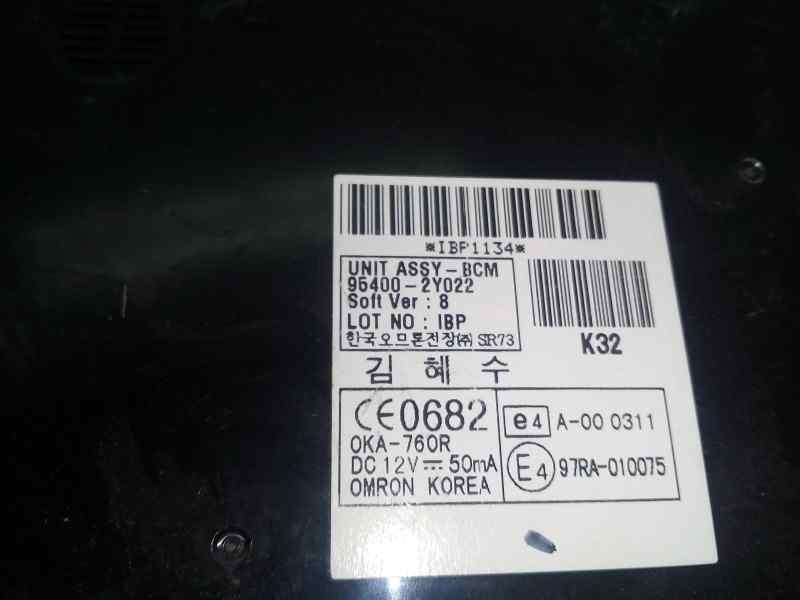 *IBP1134*
UNIT ASSY-BCM
95400-2Y022
Soft Ver : 8
LOT NO : IBP
한국오므론전장㈜ SR73
K32
김 혜 수
CE0682
OKA-760R
DC 12V ⎓ 50mA
OMRON KOREA
e4 A-00 0311
E4 97RA-010075